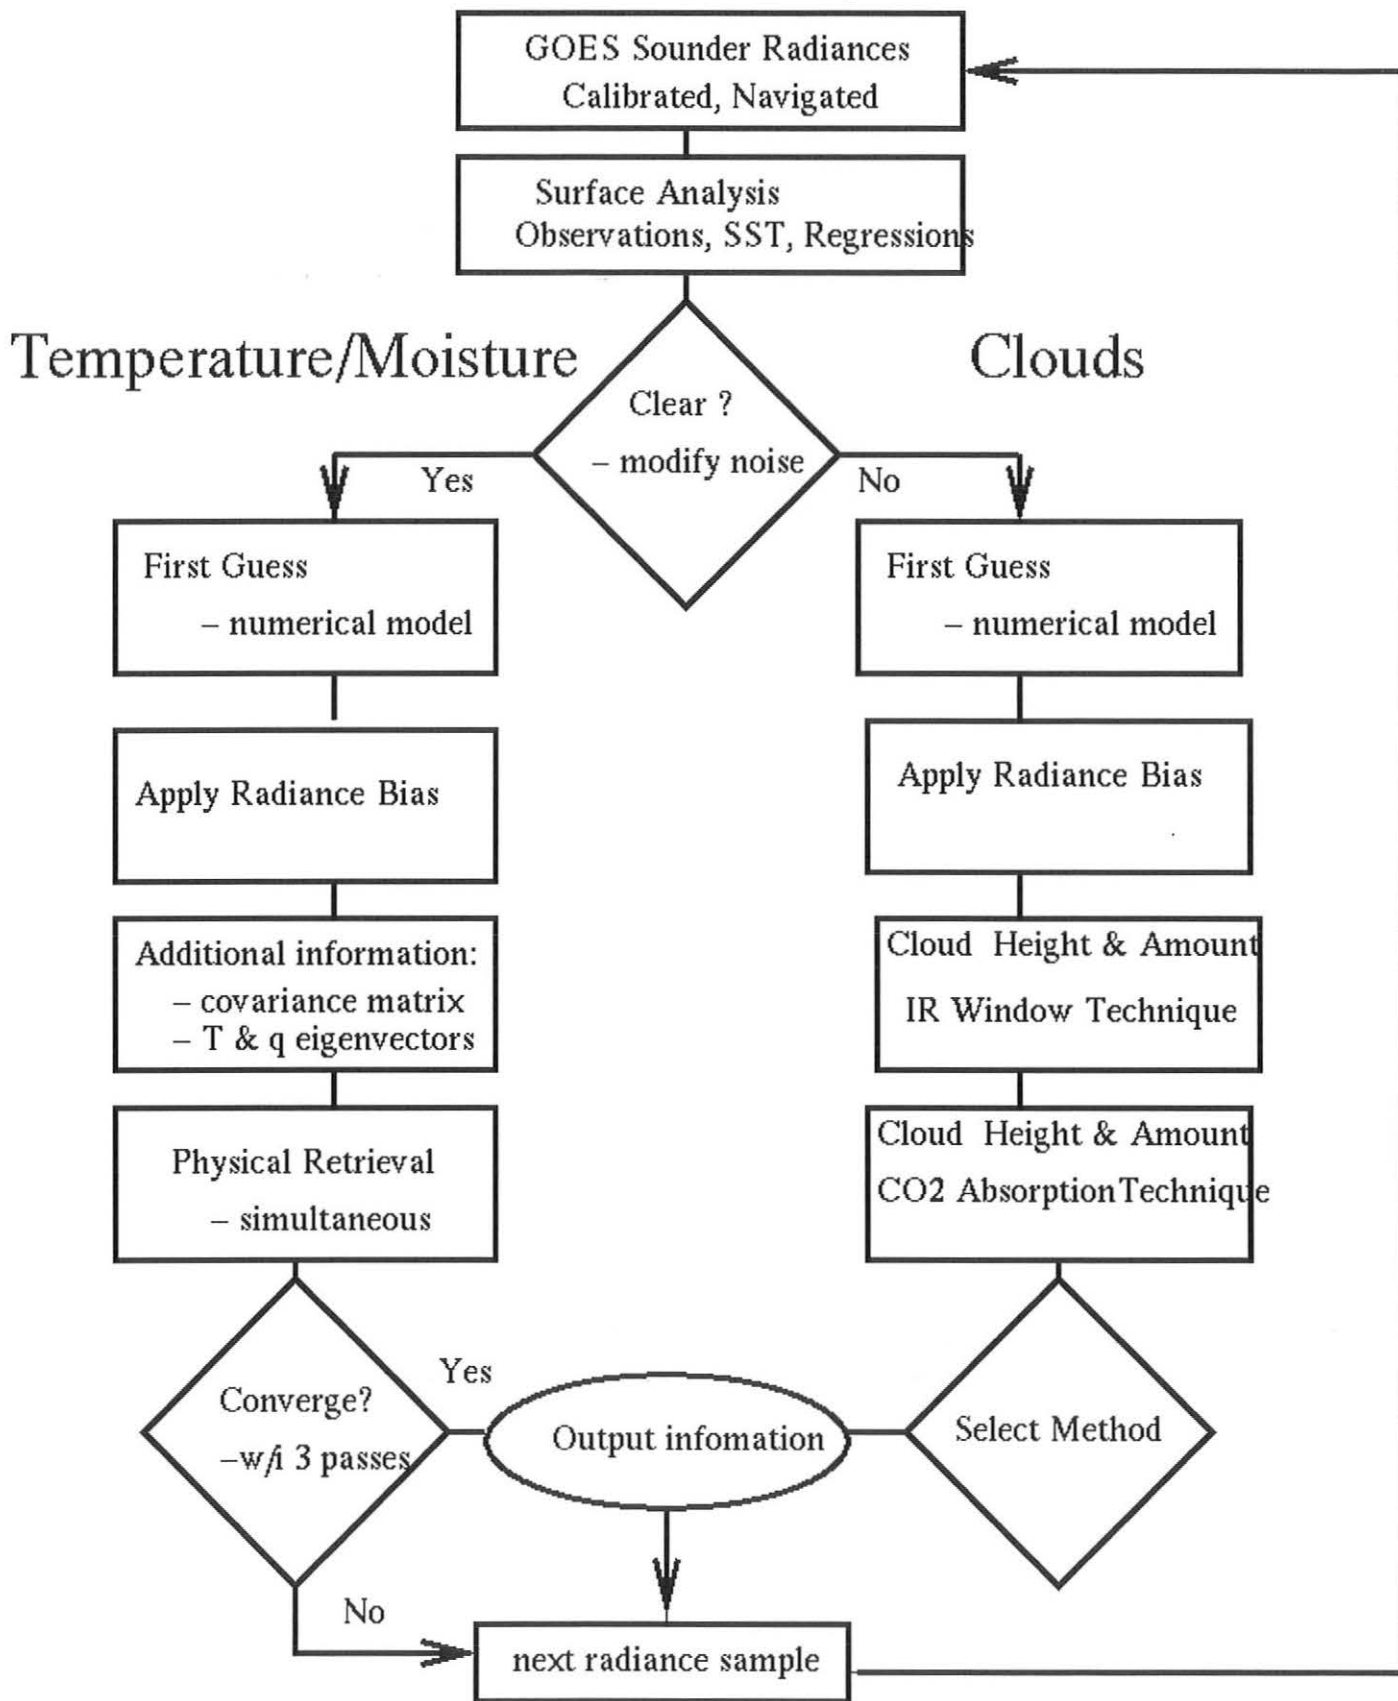 GOES Sounder Radiances
Calibrated, Navigated
Surface Analysis
Observations, SST, Regressions
Temperature/Moisture
Clouds
Clear ?
– modify noise
Yes
No
First Guess
– numerical model
Apply Radiance Bias
Additional information:
– covariance matrix
– T & q eigenvectors
Physical Retrieval
– simultaneous
Converge?
–w/i 3 passes
Yes
No
First Guess
– numerical model
Apply Radiance Bias
Cloud Height & Amount
IR Window Technique
Cloud Height & Amount
CO2 Absorption Technique
Select Method
Output infomation
next radiance sample